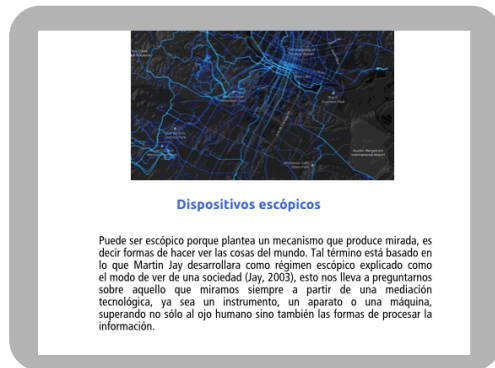 Dispositivos escópicos
Puede ser escópico porque plantea un mecanismo que produce mirada, es
decir formas de hacer ver las cosas del mundo. Tal término está basado en
lo que Martin Jay desarrollara como régimen escópico explicado como
el modo de ver de una sociedad (Jay, 2003), esto nos lleva a preguntarnos
sobre aquello que miramos siempre a partir de una mediación
tecnológica, ya sea un instrumento, un aparato o una máquina,
superando no sólo al ojo humano sino también las formas de procesar la
información.